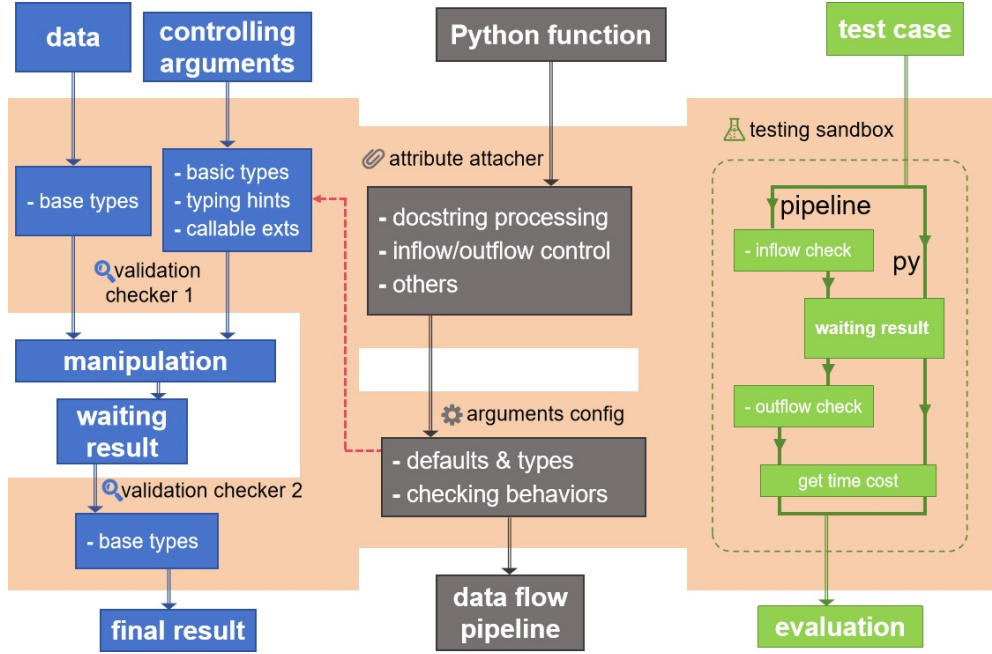 data
controlling
arguments
- base types
- basic types
- typing hints
- callable exts
validation
checker 1
manipulation
waiting
result
validation checker 2
- base types
final result
Python function
attribute attacher
- docstring processing
- inflow/outflow control
- others
arguments config
- defaults & types
- checking behaviors
data flow
pipeline
test case
testing sandbox
pipeline
- inflow check
py
waiting result
- outflow check
get time cost
evaluation